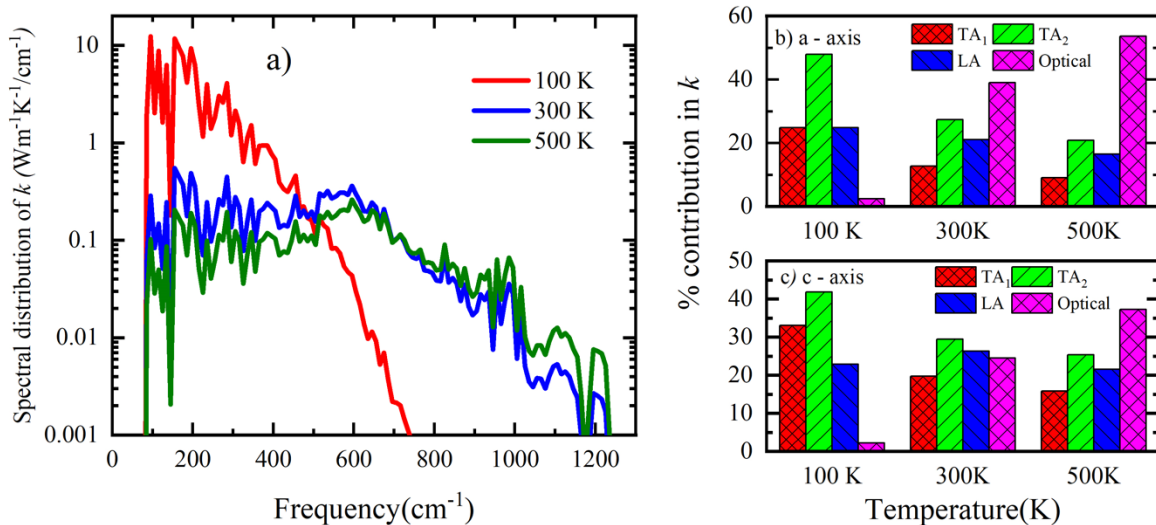 Spectral distribution of k (Wm⁻¹K⁻¹/cm⁻¹)
10
1
0.1
0.01
0.001
a)
100 K
300 K
500 K
0 200 400 600 800 1000 1200
Frequency(cm⁻¹)
% contribution in k
60
40
20
0
b) a - axis
TA₁ TA₂
LA Optical
100 K 300K 500K
50
40
30
20
10
0
c) c - axis
TA₁ TA₂
LA Optical
100 K 300K 500K
Temperature(K)